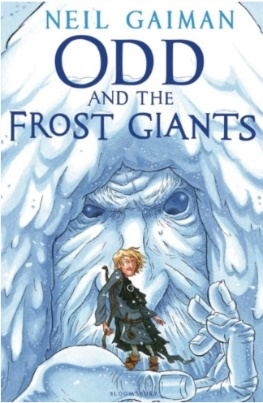 NEIL GAIMAN
ODD
AND THE
FROST GIANTS
BLOOMSBURY